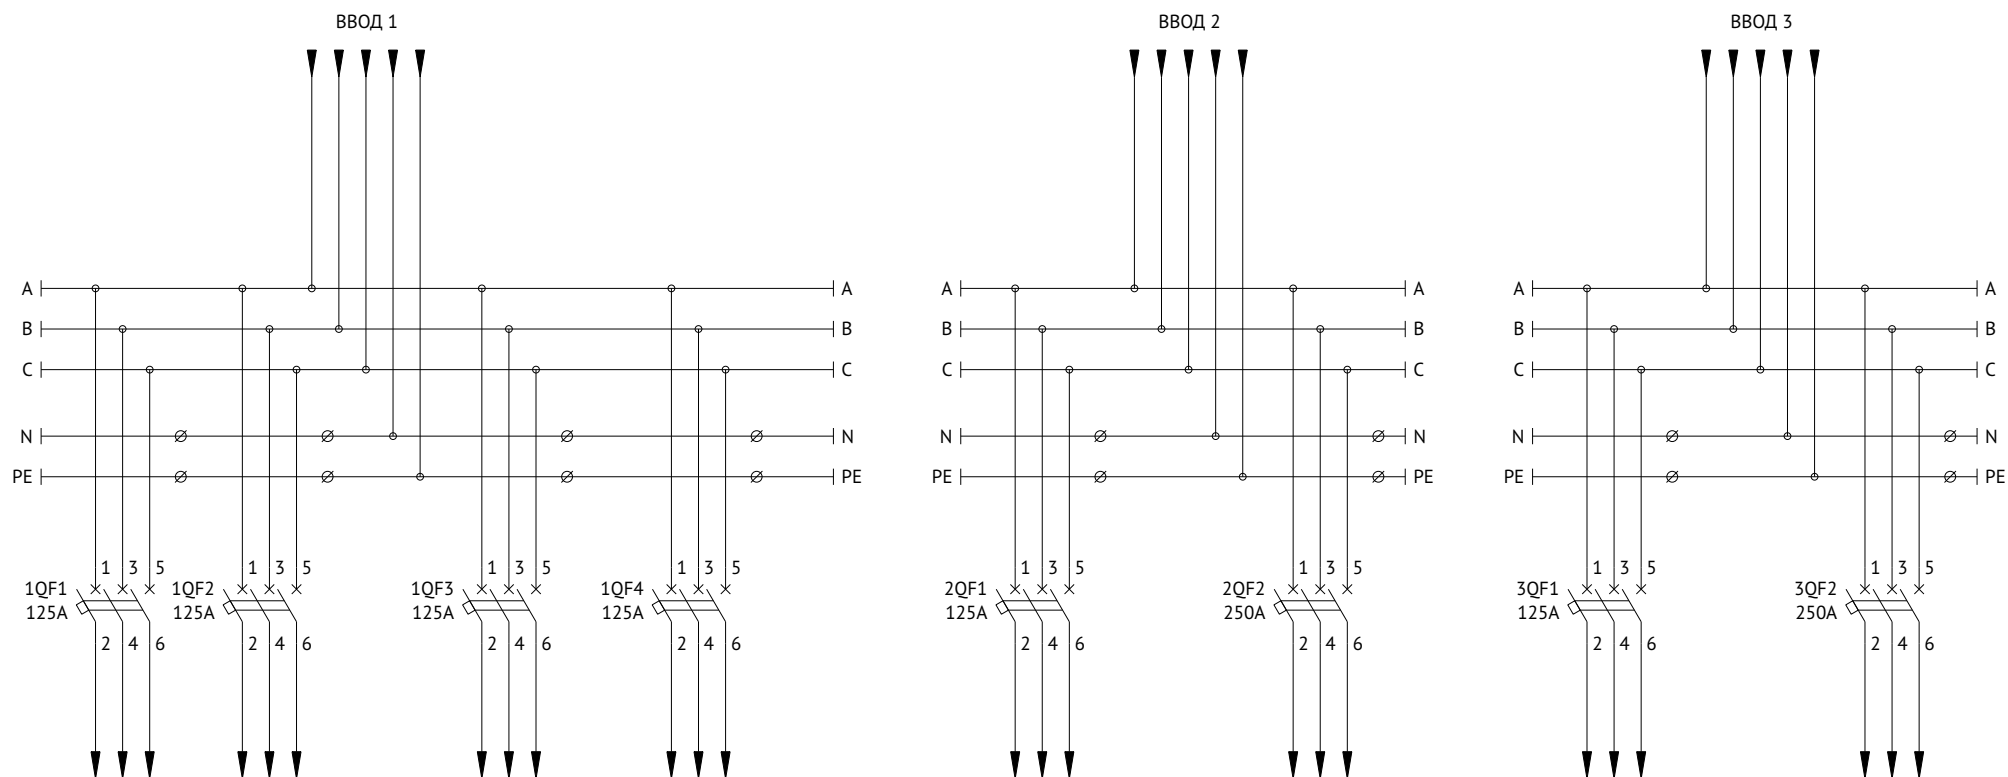 ВВОД 1 ВВОД 2 ВВОД 3
A A A A A A
B B B B B B
C C C C C C
N N N N N N
PE PE PE PE PE PE
1 3 5 1 3 5 1 3 5 1 3 5 1 3 5 1 3 5 1 3 5 1 3 5
1QF1 1QF2 1QF3 1QF4 2QF1 2QF2 3QF1 3QF2
125A 125A 125A 125A 125A 250A 125A 250A
2 4 6 2 4 6 2 4 6 2 4 6 2 4 6 2 4 6 2 4 6 2 4 6